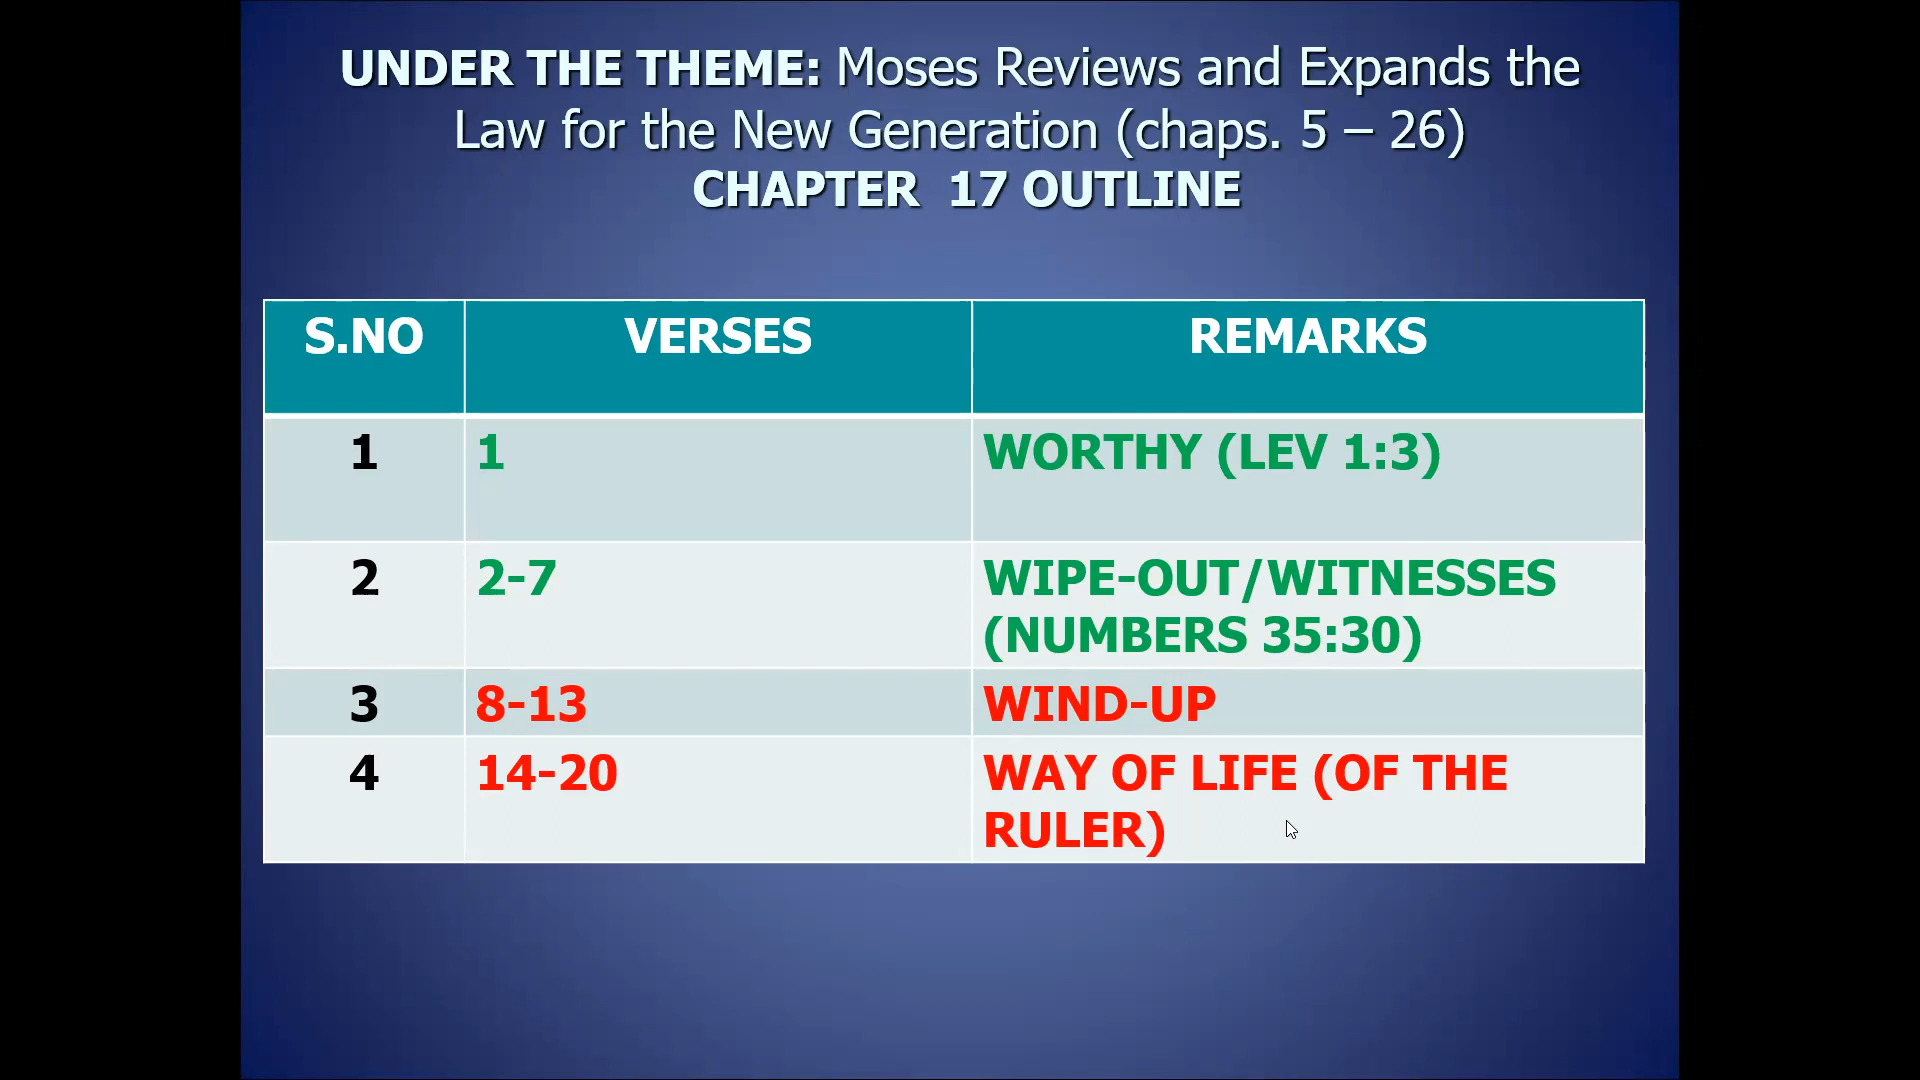 UNDER THE THEME: Moses Reviews and Expands the
Law for the New Generation (chaps. 5 – 26)
CHAPTER 17 OUTLINE
S.NO VERSES REMARKS
1 1 WORTHY (LEV 1:3)
2 2-7 WIPE-OUT/WITNESSES
(NUMBERS 35:30)
3 8-13 WIND-UP
4 14-20 WAY OF LIFE (OF THE
RULER)